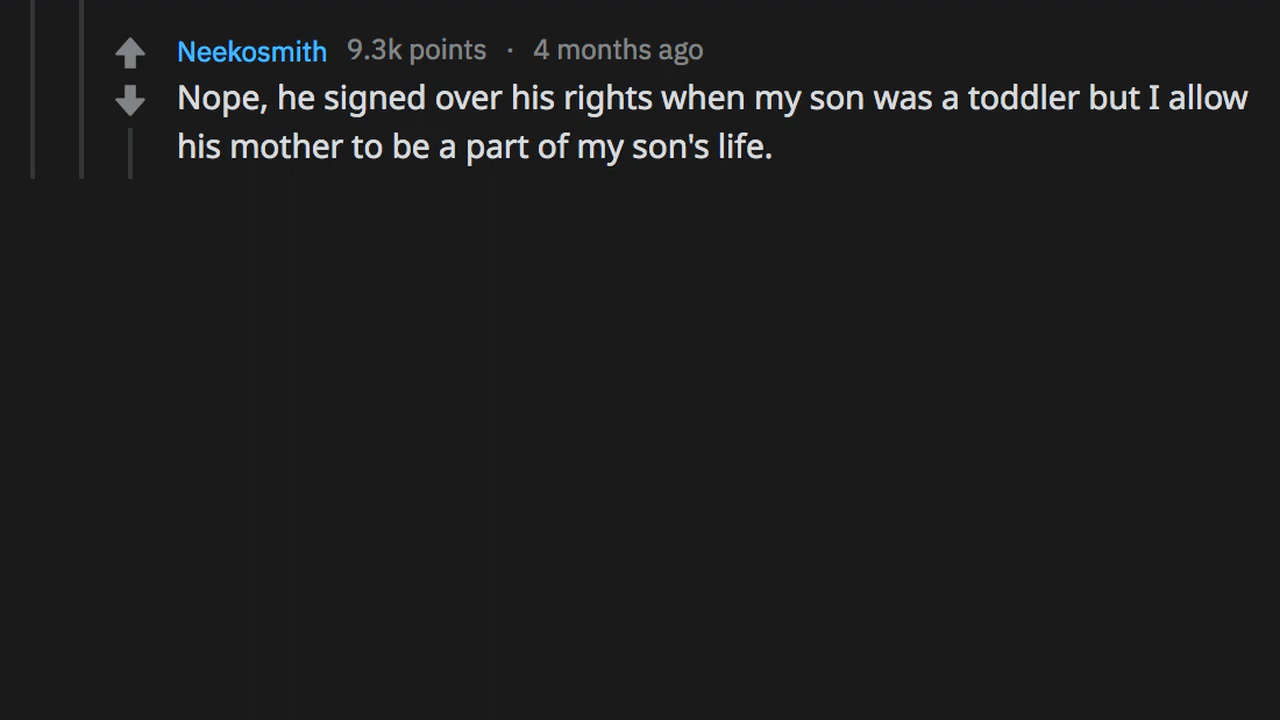 Neekosmith 9.3k points · 4 months ago
Nope, he signed over his rights when my son was a toddler but I allow
his mother to be a part of my son's life.